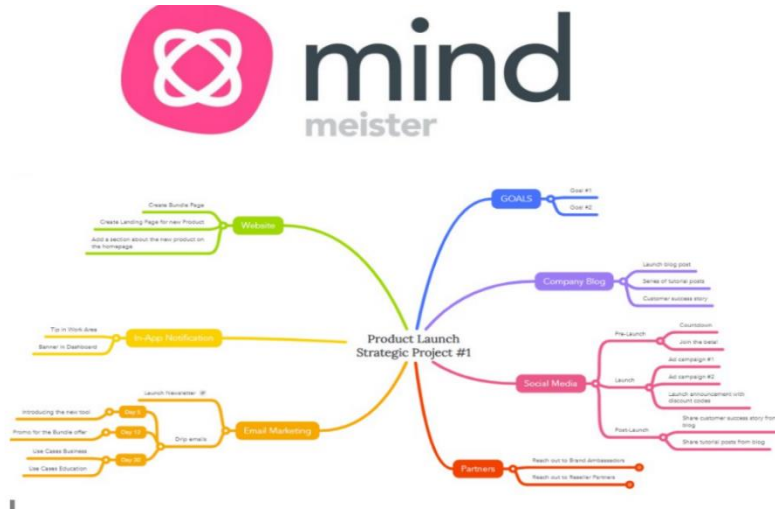 mind
meister
Create Bundle Page
Create Landing Page for new Product
Add a section about the new product on
the homepage
Website
Tip in Work Area
Banner in Dashboard
In-App Notification
Launch Newsletter
Introducing the new tool
Day 5
Promo for the Bundle offer
Day 12
Use Cases Business
Use Cases Education
Drip emails
Email Marketing
Product Launch
Strategic Project #1
GOALS
Goal #1
Goal #2
Company Blog
Launch blog post
Series of tutorial posts
Customer success story
Social Media
Pre-Launch
Countdown
Join the beta!
Launch
Ad campaign #1
Ad campaign #2
Launch announcement with
discount codes
Post-Launch
Share customer success story from
blog
Share tutorial posts from blog
Partners
Reach out to Brand Ambassadors
Reach out to Reseller Partners